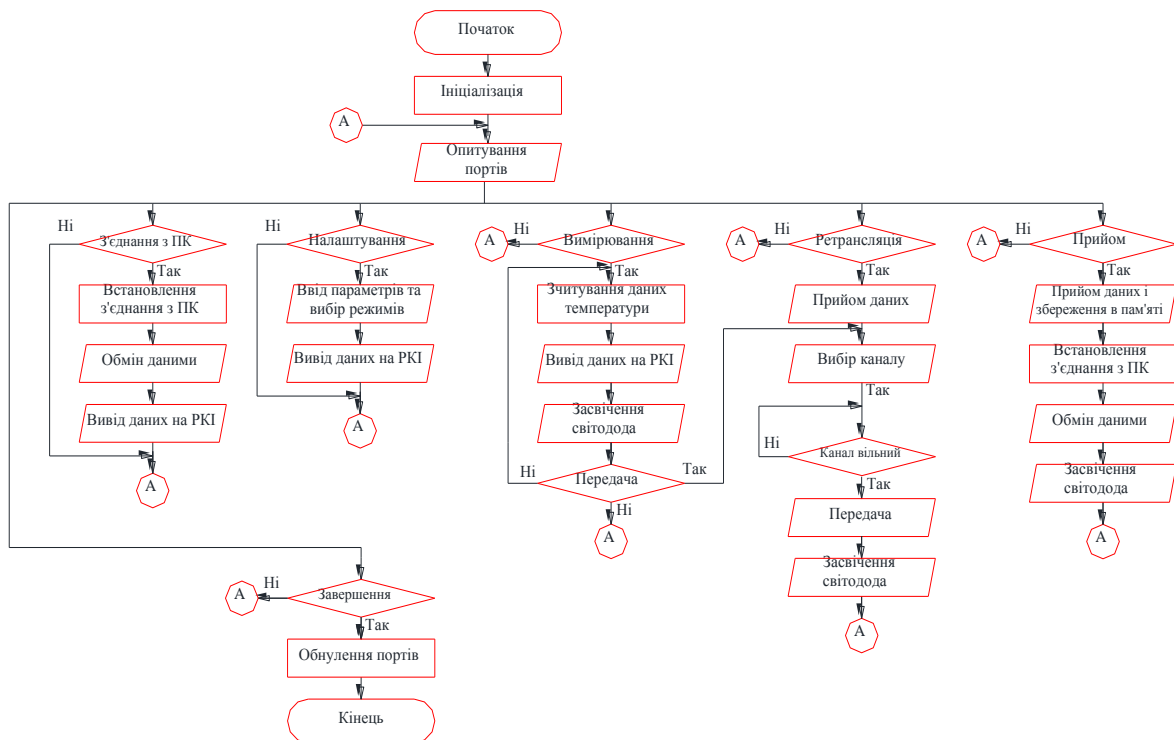 Початок
Ініціалізація
А
Опитування
портів
Ні
З'єднання з ПК
Так
Встановлення
з'єднання з ПК
Обмін даними
Вивід даних на РКІ
А
Ні
Налаштування
Так
Ввід параметрів та
вибір режимів
Вивід даних на РКІ
А
А
Ні
Вимірювання
Так
Зчитування даних
температури
Вивід даних на РКІ
Засвічення
світодода
Ні
Передача
Так
Ні
А
А
Ні
Ретрансляція
Так
Прийом даних
Вибір каналу
Так
Ні
Канал вільний
Так
Передача
Засвічення
світодода
А
А
Ні
Прийом
Так
Прийом даних і
збереження в пам'яті
Встановлення
з'єднання з ПК
Обмін даними
Засвічення
світодода
А
А
Ні
Завершення
Так
Обнулення портів
Кінець